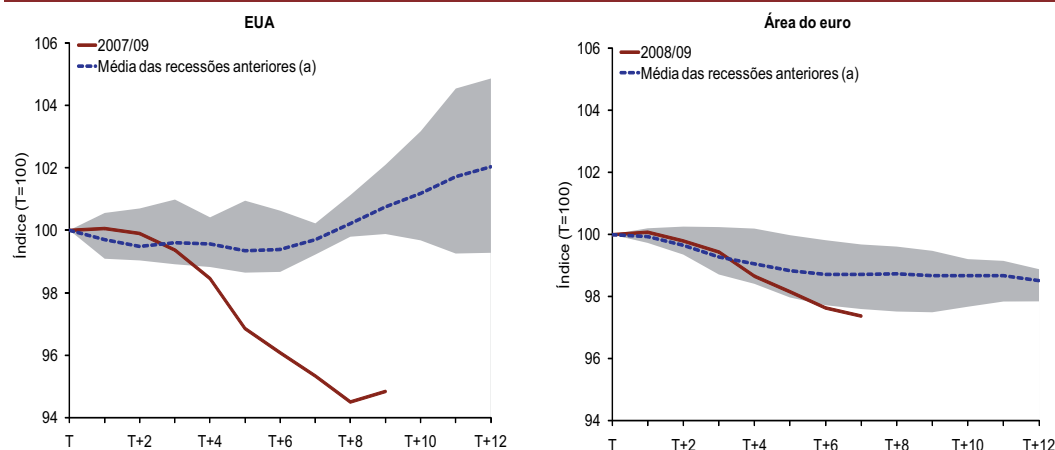 EUA
106
104
102
100
98
96
94
Índice (T=100)
2007/09
Média das recessões anteriores (a)
T T+2 T+4 T+6 T+8 T+10 T+12
Área do euro
106
104
102
100
98
96
94
Índice (T=100)
2008/09
Média das recessões anteriores (a)
T T+2 T+4 T+6 T+8 T+10 T+12